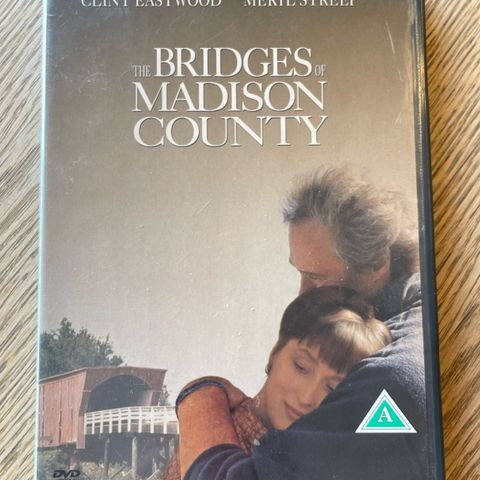 CLINT EASTWOOD MERYL STREEP
THE BRIDGES OF
MADISON
COUNTY
A
DVD